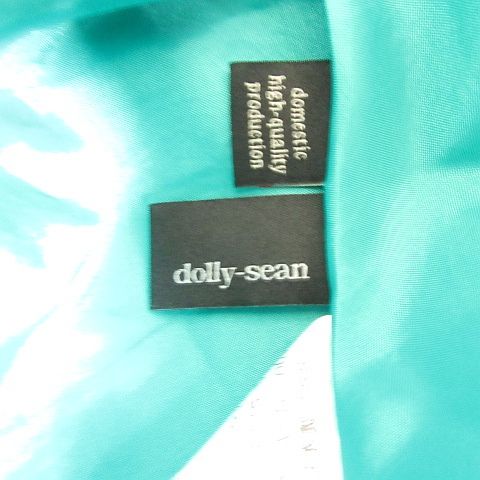 domestic
high-quality
production
dolly-sean